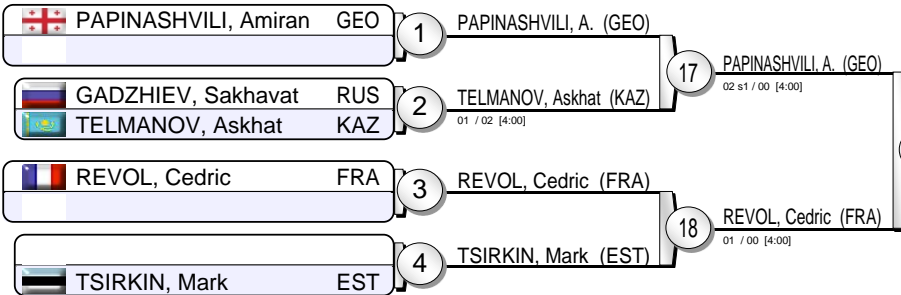 PAPINASHVILI, Amiran GEO
1
PAPINASHVILI, A. (GEO)
17
PAPINASHVILI, A. (GEO)
02 s1 / 00 [4:00]
GADZHIEV, Sakhavat RUS
TELMANOV, Askhat KAZ
2
TELMANOV, Askhat (KAZ)
01 / 02 [4:00]
REVOL, Cedric FRA
3
REVOL, Cedric (FRA)
18
REVOL, Cedric (FRA)
01 / 00 [4:00]
TSIRKIN, Mark EST
4
TSIRKIN, Mark (EST)